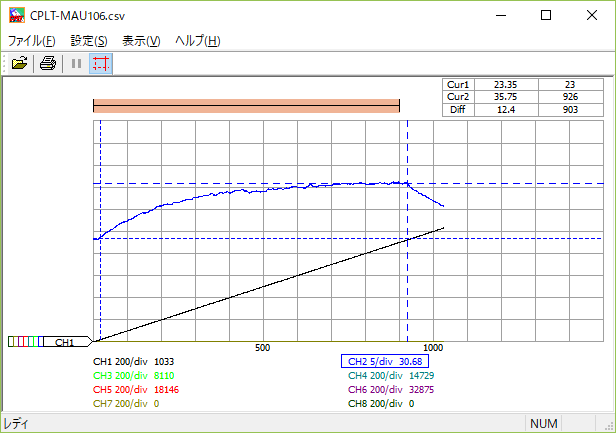 CPLT-MAU106.csv
ファイル(F) 設定(S) 表示(V) ヘルプ(H)
Cur1 23.35 23
Cur2 35.75 926
Diff 12.4 903
CH1 500 1000
CH1 200/div 1033 CH2 5/div 30.68
CH3 200/div 8110 CH4 200/div 14729
CH5 200/div 18146 CH6 200/div 32875
CH7 200/div 0 CH8 200/div 0
レディ NUM